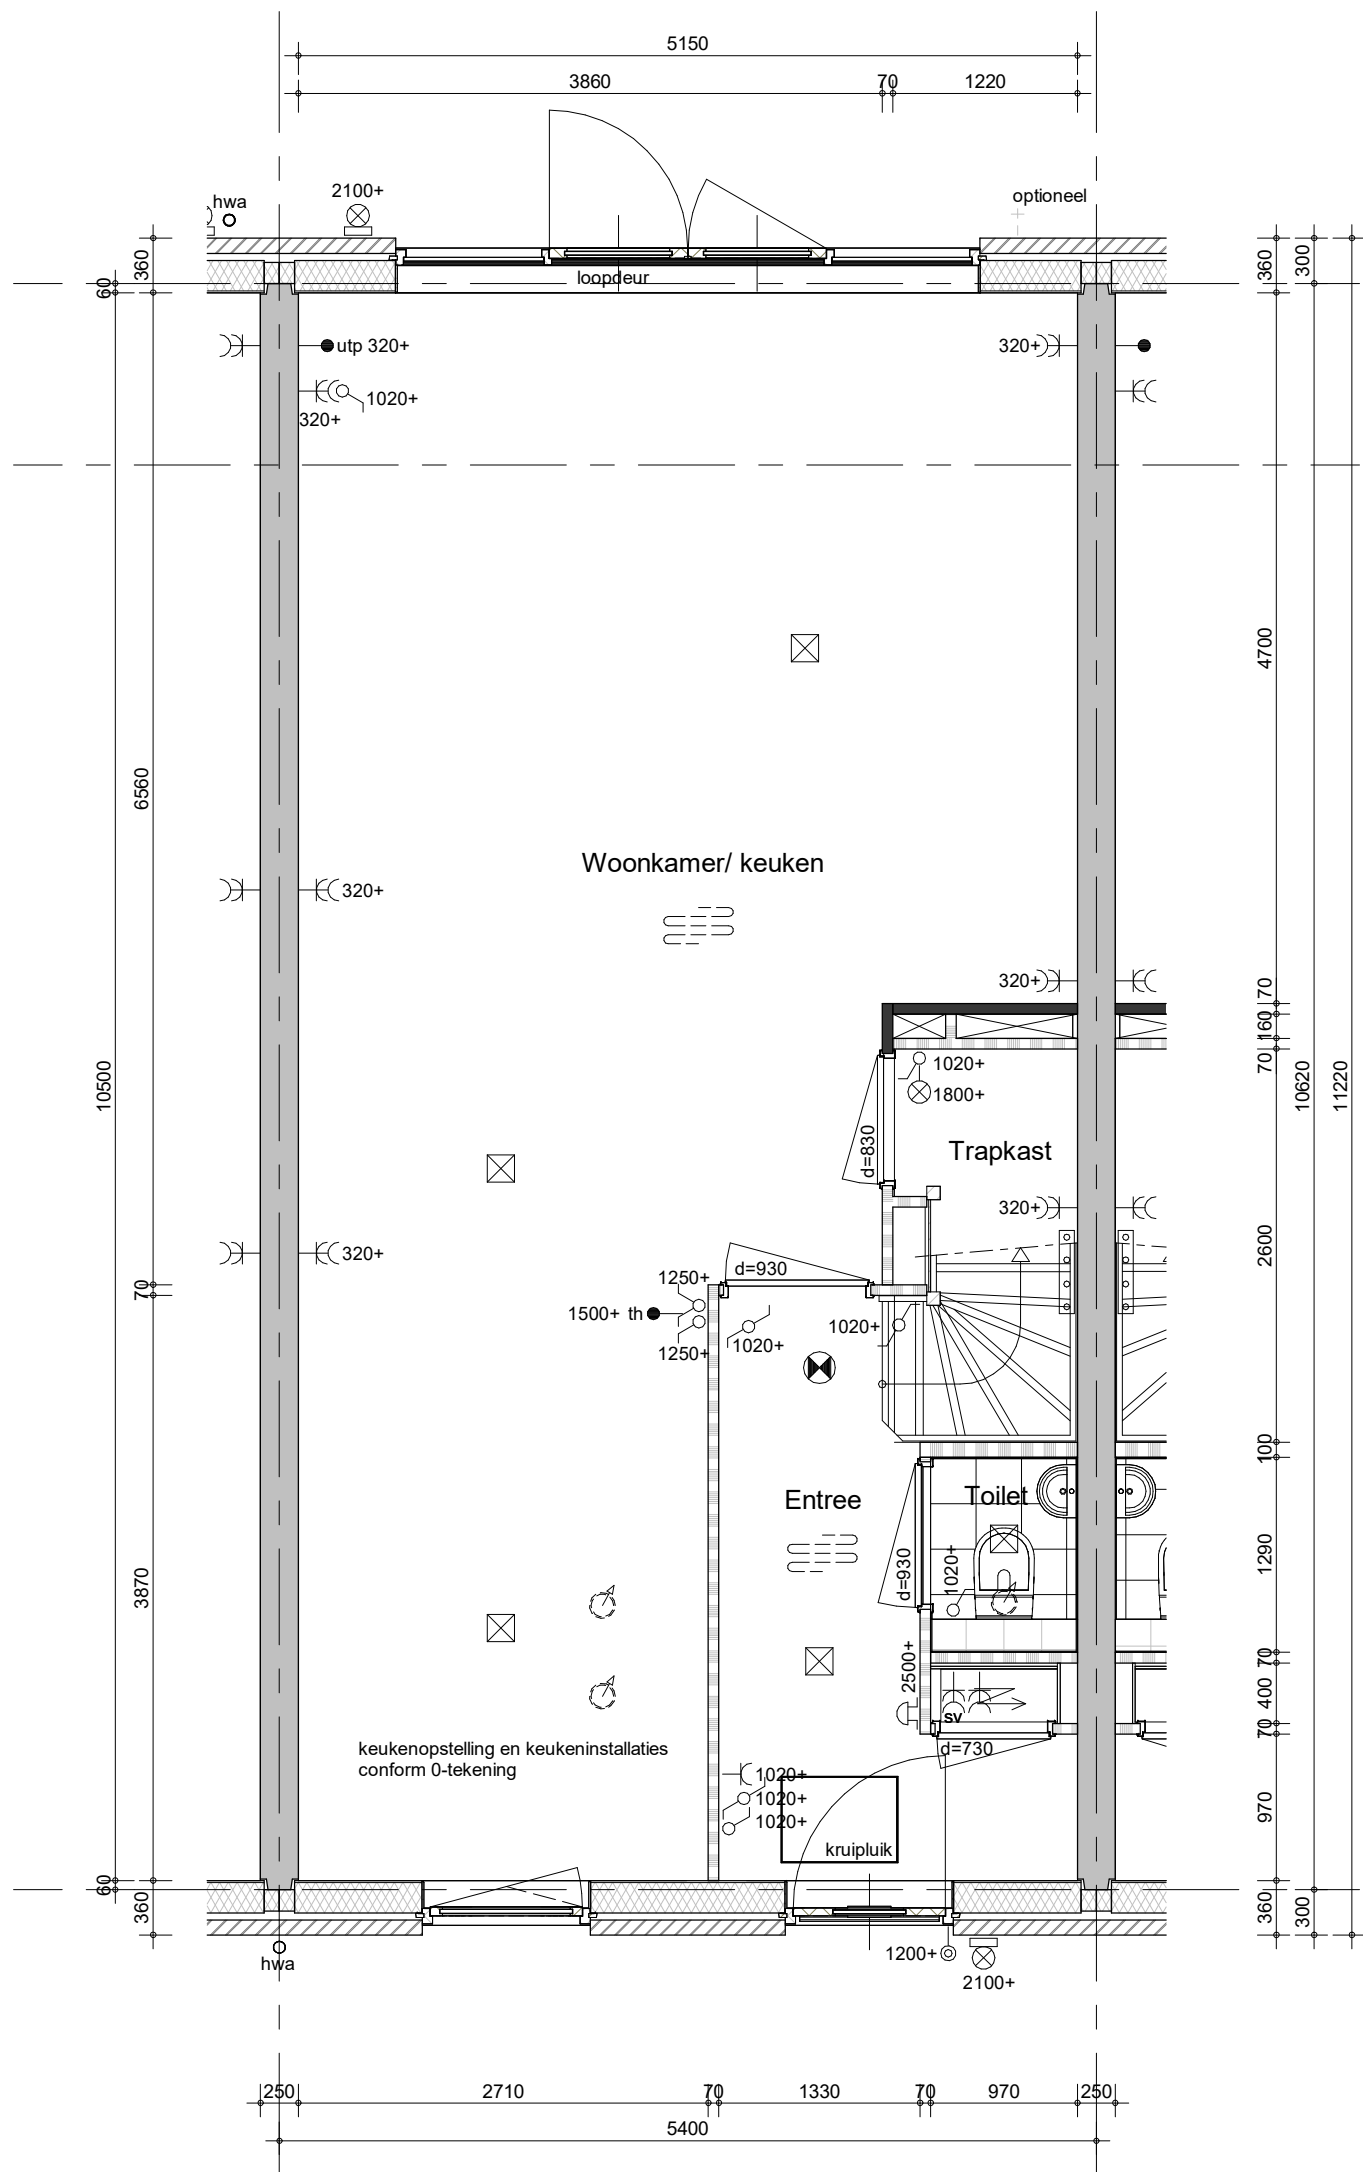 5150
3860 70 1220
hwa
2100+
optioneel
loopdeur
360
60
360
300
utp 320+
320+
1020+
320+
4700
6560
Woonkamer/ keuken
320+
320+
70
160
70
1020+
1800+
10500
10620
11220
d=830
Trapkast
320+
320+
2600
d=930
70
1250+
1500+ th
1250+
1020+
1020+
100
Entree
Toilet
1290
3870
d=930
1020+
2500+
70
400
70
sv
d=730
keukenopstelling en keukeninstallaties
conform 0-tekening
1020+
1020+
1020+
970
kruipluik
60
360
360
300
hwa
1200+
2100+
250 2710 70 1330 70 970 250
5400